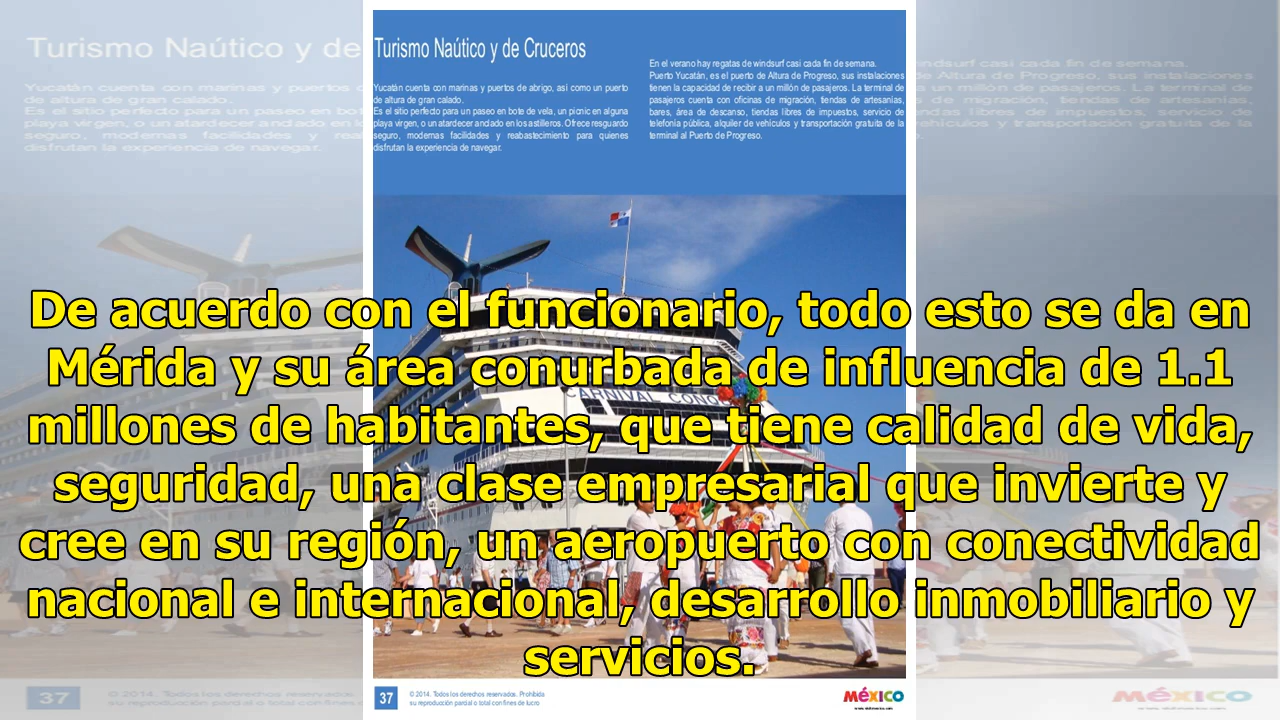 Turismo Naútico y de Cruceros
Yucatán cuenta con marinas y puertos de abrigo, así como un puerto
de altura de gran calado.
Es el sitio perfecto para un paseo en bote de vela, un picnic en alguna
playa virgen, o un atardecer andado en los astilleros. Ofrece resguardo
seguro, modernas facilidades y reabastecimiento para quienes
disfrutan la experiencia de navegar.
En el verano hay regatas de windsurf casi cada fin de semana.
Puerto Yucatán, es el puerto de Altura de Progreso, sus instalaciones
tienen la capacidad de recibir a un millón de pasajeros. La terminal de
pasajeros cuenta con oficinas de migración, tiendas de artesanías,
bares, área de descanso, tiendas libres de impuestos, servicio de
telefonía pública, alquiler de vehículos y transportación gratuita de la
terminal al Puerto de Progreso.
CARNIVAL CONQ
De acuerdo con el funcionario, todo esto se da en
Mérida y su área conurbada de influencia de 1.1
millones de habitantes, que tiene calidad de vida,
seguridad, una clase empresarial que invierte y
cree en su región, un aeropuerto con conectividad
nacional e internacional, desarrollo inmobiliario y
servicios.
37
© 2014. Todos los derechos reservados. Prohibida
su reproducción parcial o total con fines de lucro
MÉXICO